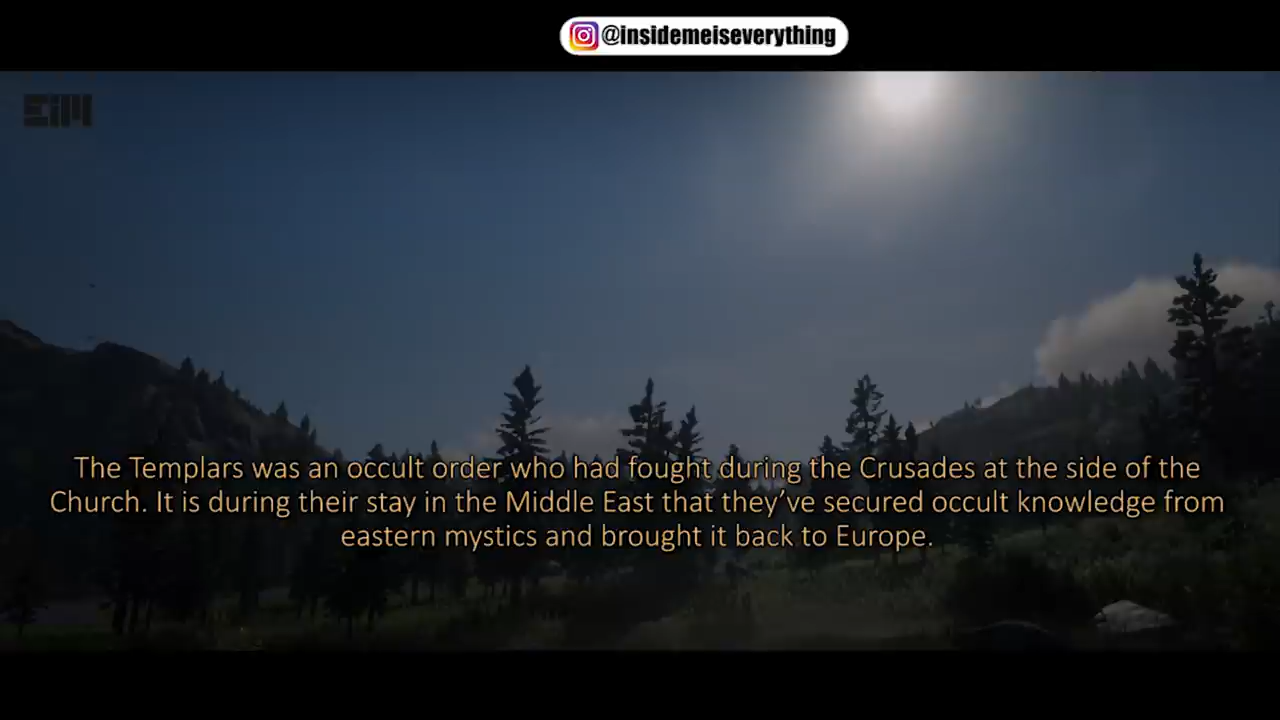 @insidemeiseverything
EIM
The Templars was an occult order who had fought during the Crusades at the side of the
Church. It is during their stay in the Middle East that they’ve secured occult knowledge from
eastern mystics and brought it back to Europe.